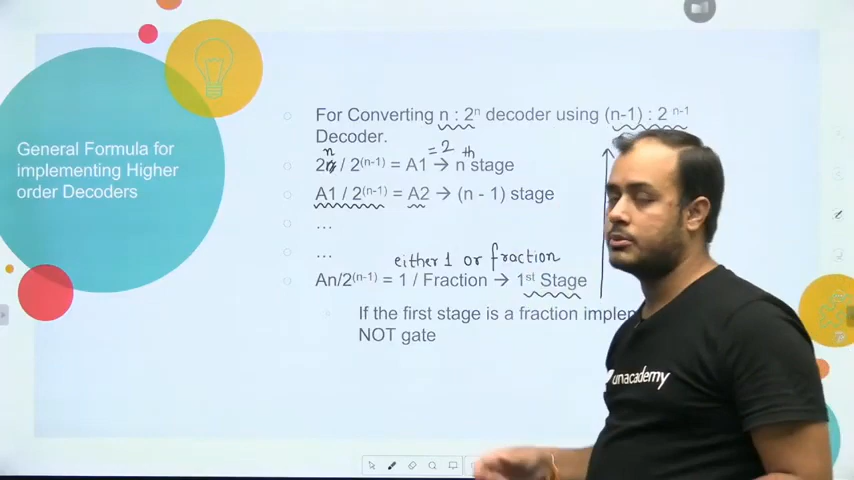 General Formula for
implementing Higher
order Decoders
For Converting n : 2ⁿ decoder using (n-1) : 2 ⁿ⁻¹
Decoder.
n = 2 th
2n / 2⁽ⁿ⁻¹⁾ = A1 → n stage
A1 / 2⁽ⁿ⁻¹⁾ = A2 → (n - 1) stage
...
...
either 1 or fraction
An/2⁽ⁿ⁻¹⁾ = 1 / Fraction → 1ˢᵗ Stage
If the first stage is a fraction
NOT gate
unacademy